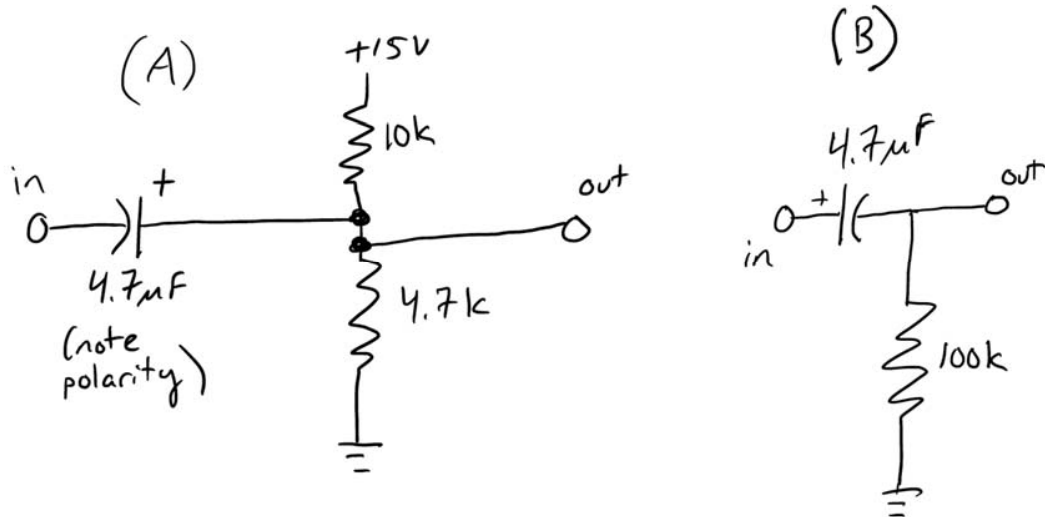 (A)
+15V
10k
in
+
out
4.7μF
(note
polarity)
4.7k
(B)
4.7μF
+
out
in
100k